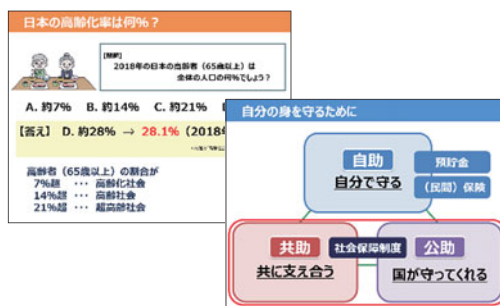 日本の高齢化率は何%？
2018年の日本の高齢者（65歳以上）は
全体の人口の何%でしょう？
A. 約7%　B. 約14%　C. 約21%
【答え】 D. 約28% → 28.1%（2018
高齢者（65歳以上）の割合が
7%超 ･･･ 高齢化社会
14%超 ･･･ 高齢社会
21%超 ･･･ 超高齢社会
自分の身を守るために
自助
自分で守る
預貯金
（民間）保険
共助
共に支え合う
社会保障制度
公助
国が守ってくれる